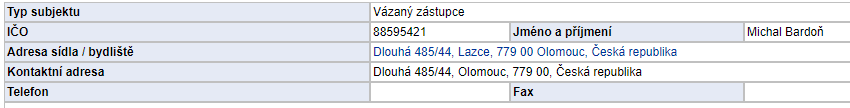 Typ subjektu Vázaný zástupce
IČO 88595421 Jméno a příjmení Michal Bardoň
Adresa sídla / bydliště Dlouhá 485/44, Lazce, 779 00 Olomouc, Česká republika
Kontaktní adresa Dlouhá 485/44, Olomouc, 779 00, Česká republika
Telefon Fax